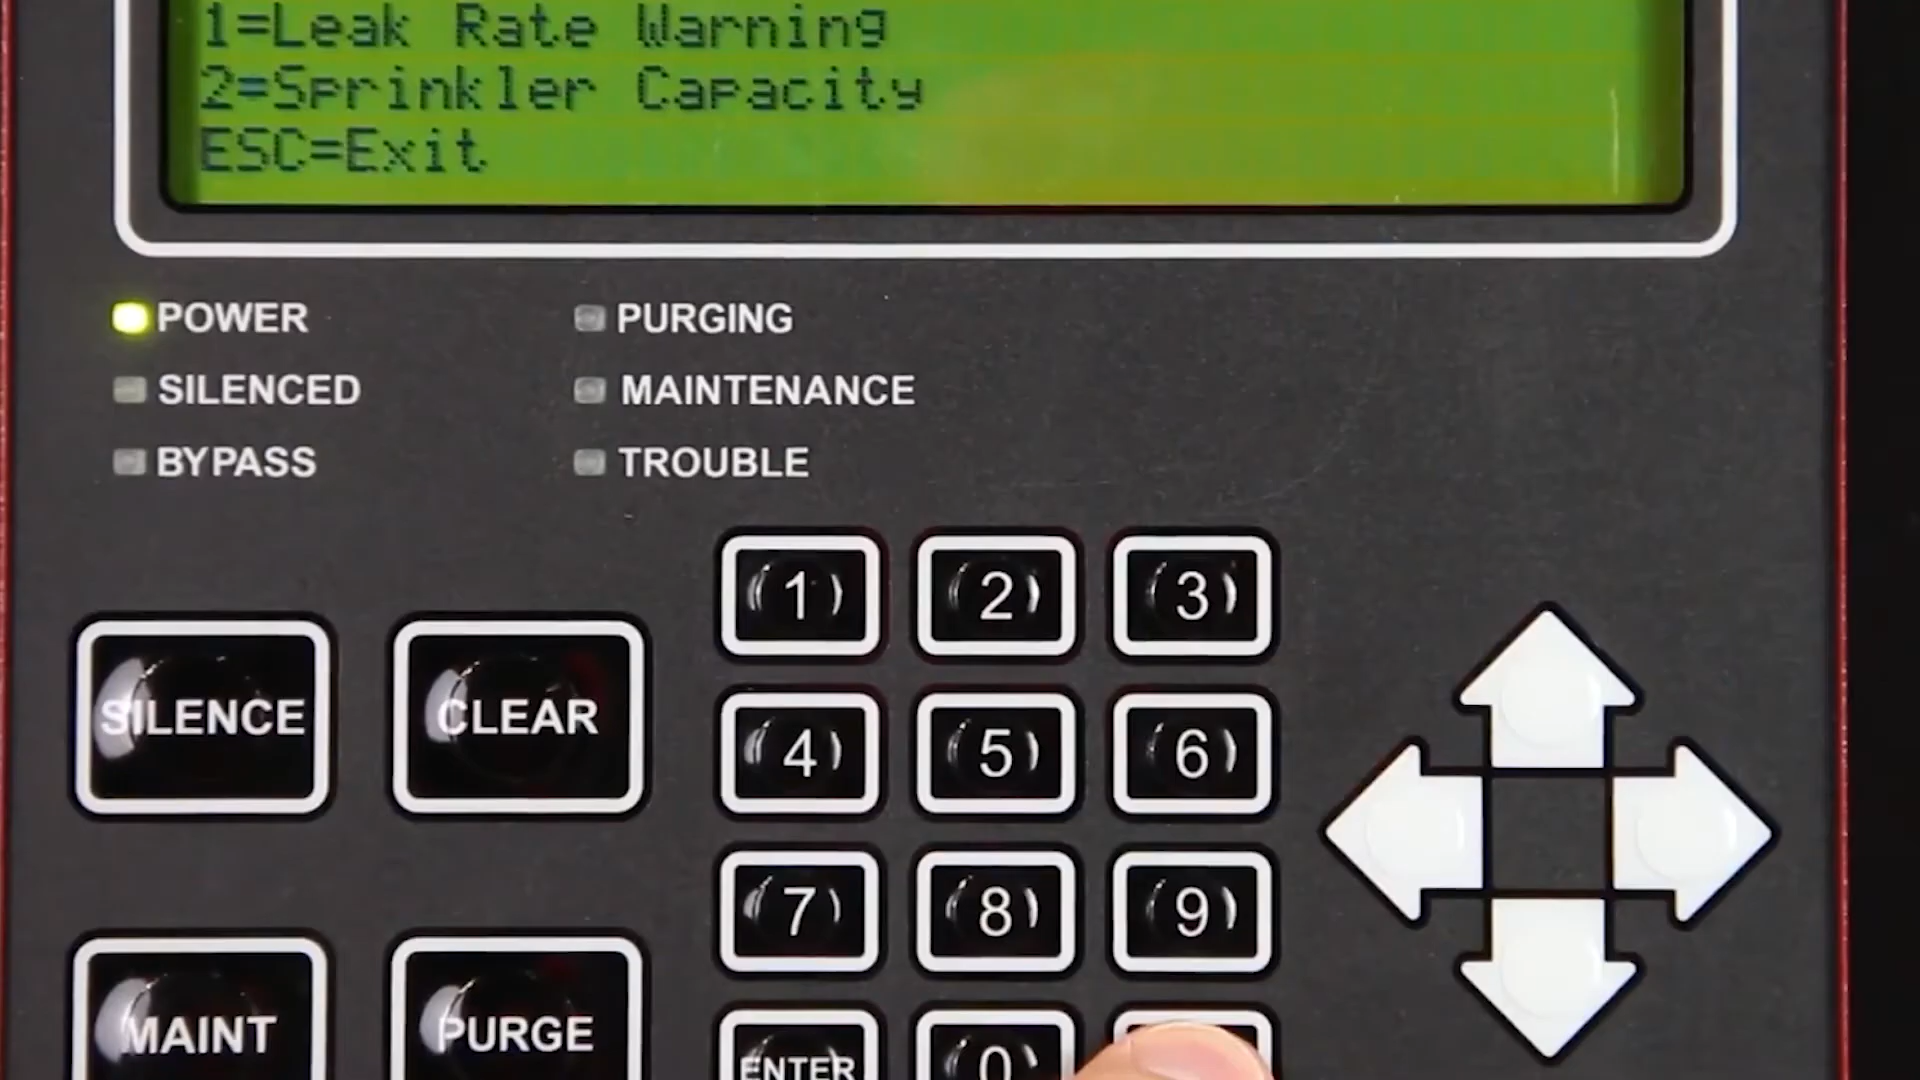 1=Leak Rate Warning
2=Sprinkler Capacity
ESC=Exit
POWER
PURGING
SILENCED
MAINTENANCE
BYPASS
TROUBLE
1
2
3
SILENCE
CLEAR
4
5
6
7
8
9
MAINT
PURGE
ENTER
0